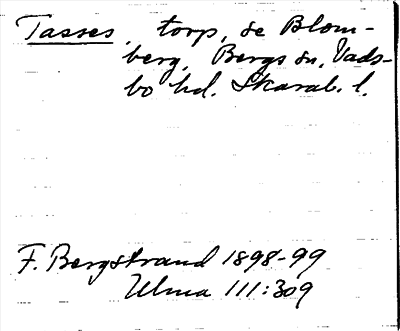 Tasses, torp, se Blom-
berg, Bergs sn, Vads-
bo hd. Skarab. l.
F. Bergstrand 1898-99
Ulma 111:309